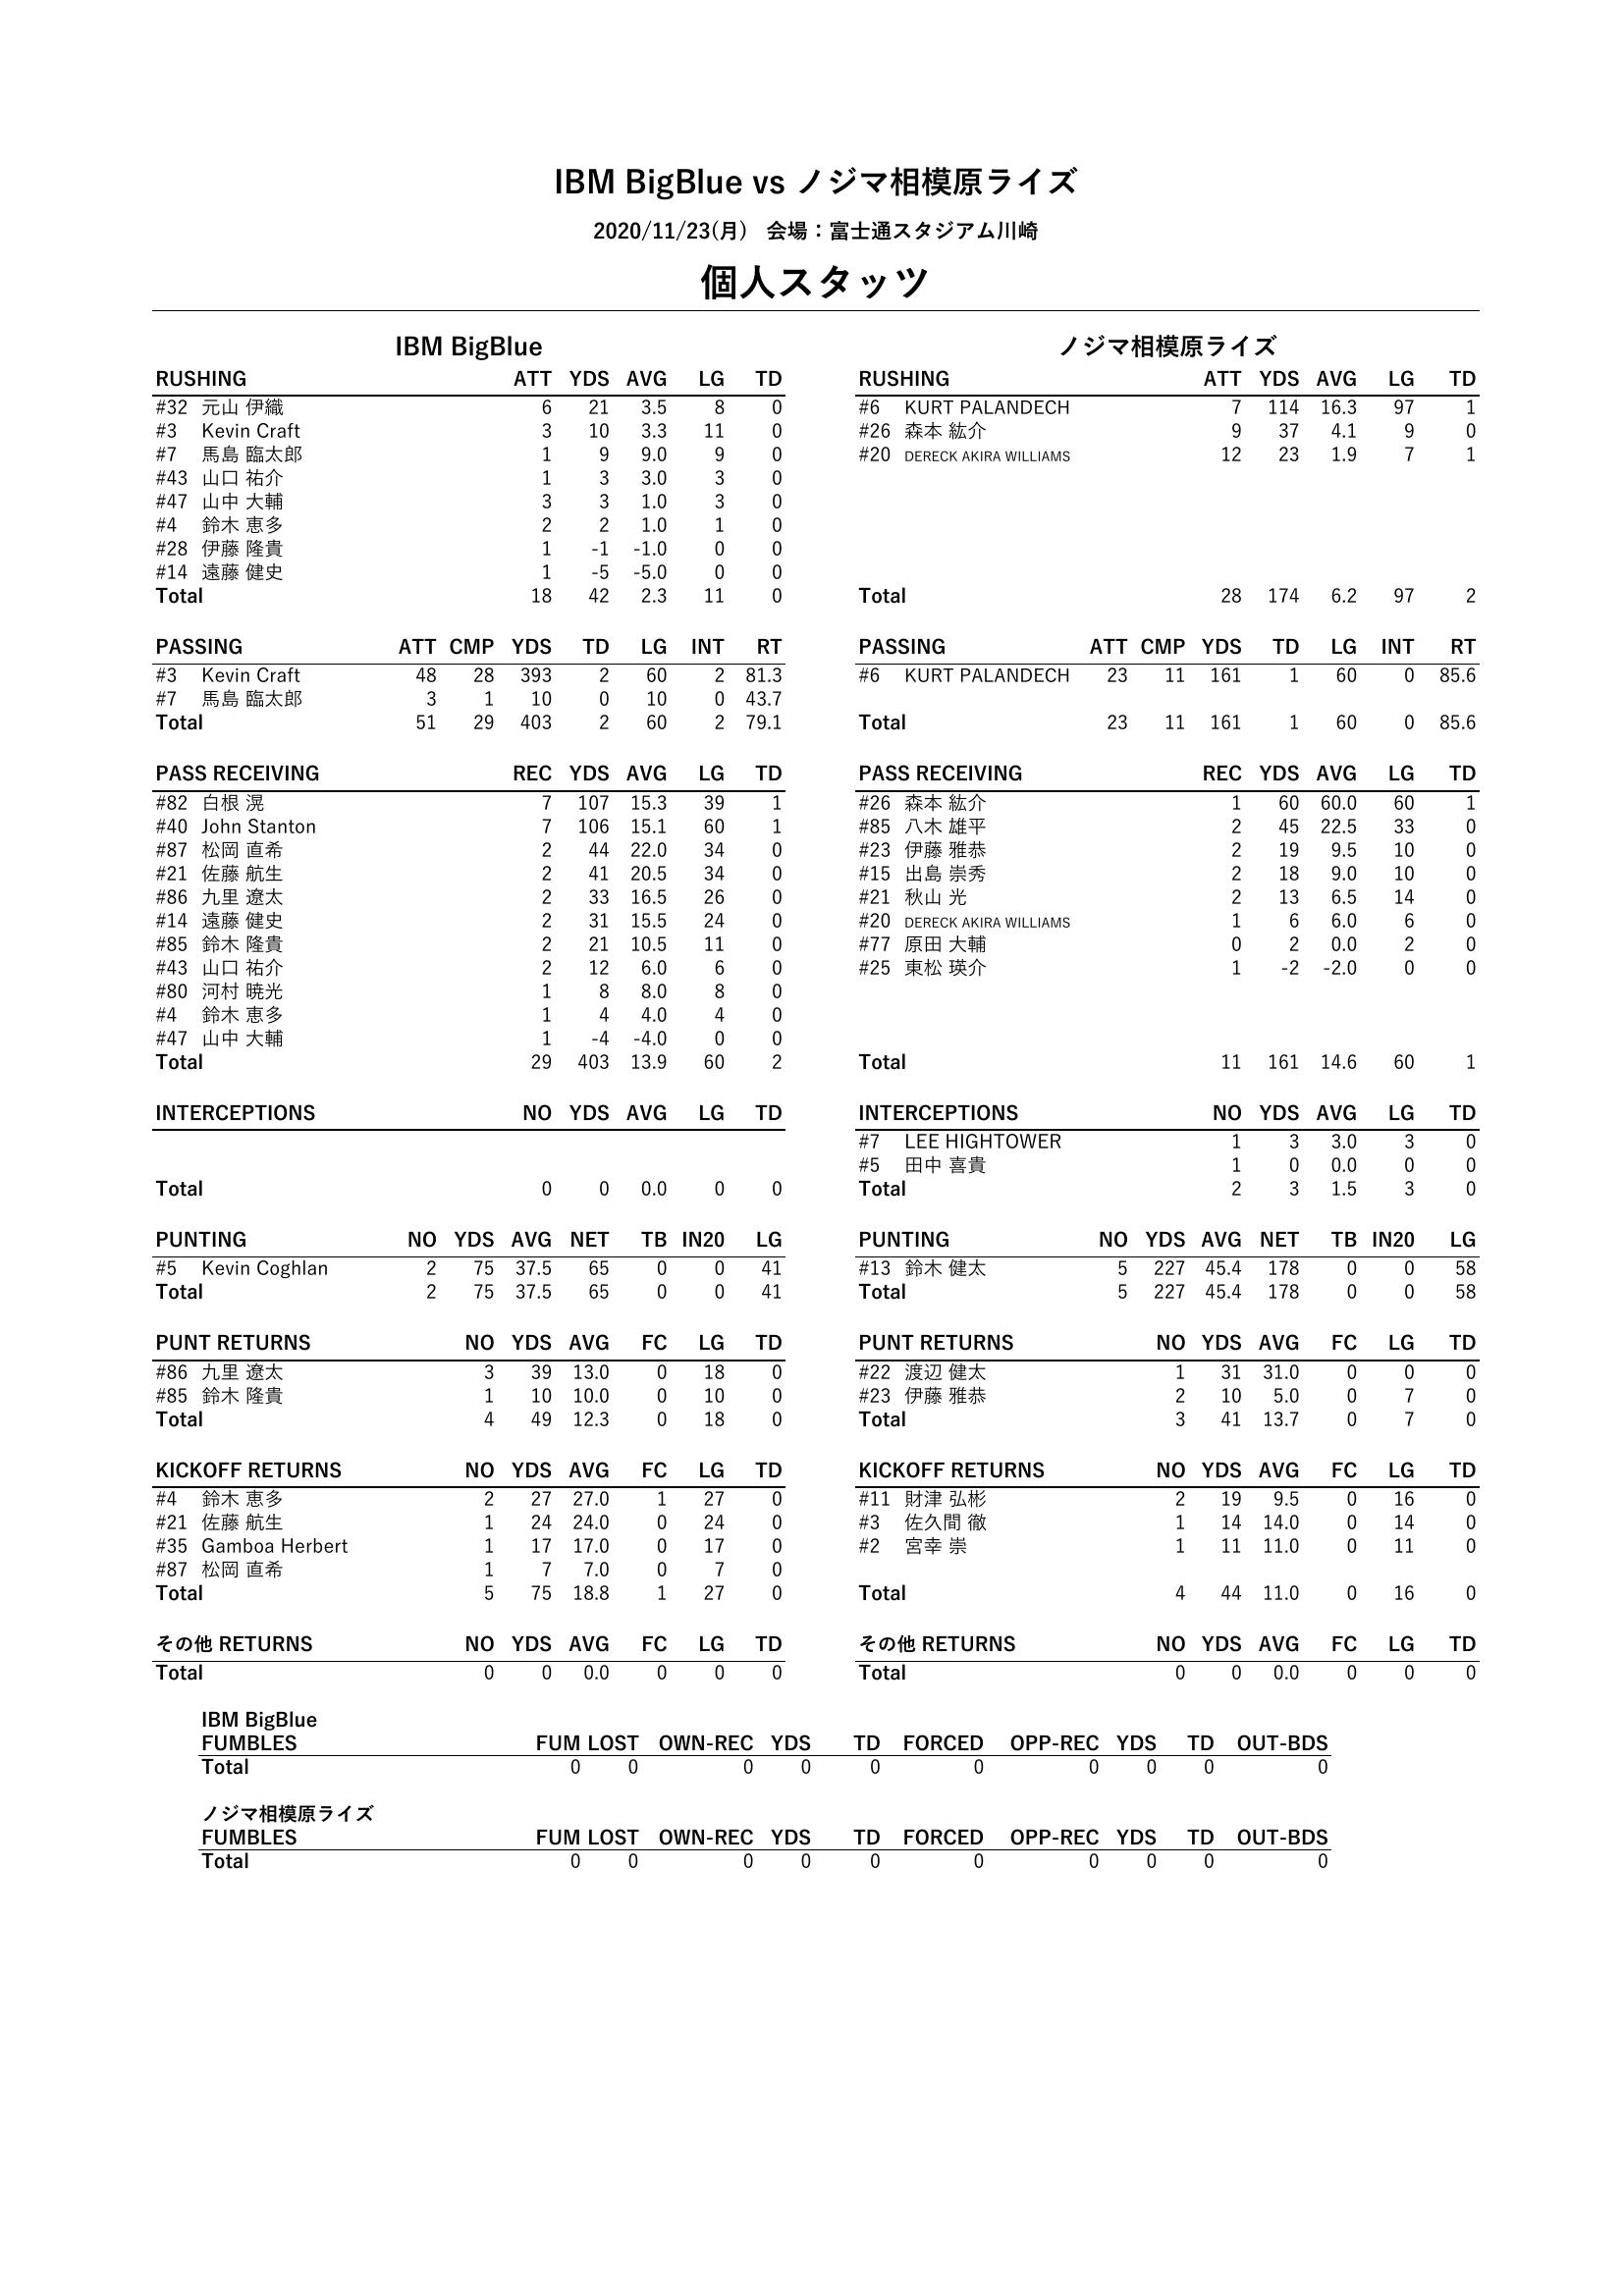 IBM BigBlue vs ノジマ相模原ライズ
2020/11/23(月) 会場：富士通スタジアム川崎
個人スタッツ
IBM BigBlue
RUSHING ATT YDS AVG LG TD
#32 元山 伊織 6 21 3.5 8 0
#3 Kevin Craft 3 10 3.3 11 0
#7 馬島 臨太郎 1 9 9.0 9 0
#43 山口 祐介 1 3 3.0 3 0
#47 山中 大輔 3 3 1.0 3 0
#4 鈴木 恵多 2 2 1.0 1 0
#28 伊藤 隆貴 1 -1 -1.0 0 0
#14 遠藤 健史 1 -5 -5.0 0 0
Total 18 42 2.3 11 0
PASSING ATT CMP YDS TD LG INT RT
#3 Kevin Craft 48 28 393 2 60 2 81.3
#7 馬島 臨太郎 3 1 10 0 10 0 43.7
Total 51 29 403 2 60 2 79.1
PASS RECEIVING REC YDS AVG LG TD
#82 白根 滉 7 107 15.3 39 1
#40 John Stanton 7 106 15.1 60 1
#87 松岡 直希 2 44 22.0 34 0
#21 佐藤 航生 2 41 20.5 34 0
#86 九里 遼太 2 33 16.5 26 0
#14 遠藤 健史 2 31 15.5 24 0
#85 鈴木 隆貴 2 21 10.5 11 0
#43 山口 祐介 2 12 6.0 6 0
#80 河村 暁光 1 8 8.0 8 0
#4 鈴木 恵多 1 4 4.0 4 0
#47 山中 大輔 1 -4 -4.0 0 0
Total 29 403 13.9 60 2
INTERCEPTIONS NO YDS AVG LG TD
Total 0 0 0.0 0 0
PUNTING NO YDS AVG NET TB IN20 LG
#5 Kevin Coghlan 2 75 37.5 65 0 0 41
Total 2 75 37.5 65 0 0 41
PUNT RETURNS NO YDS AVG FC LG TD
#86 九里 遼太 3 39 13.0 0 18 0
#85 鈴木 隆貴 1 10 10.0 0 10 0
Total 4 49 12.3 0 18 0
KICKOFF RETURNS NO YDS AVG FC LG TD
#4 鈴木 恵多 2 27 27.0 1 27 0
#21 佐藤 航生 1 24 24.0 0 24 0
#35 Gamboa Herbert 1 17 17.0 0 17 0
#87 松岡 直希 1 7 7.0 0 7 0
Total 5 75 18.8 1 27 0
その他 RETURNS NO YDS AVG FC LG TD
Total 0 0 0.0 0 0 0
ノジマ相模原ライズ
RUSHING ATT YDS AVG LG TD
#6 KURT PALANDECH 7 114 16.3 97 1
#26 森本 紘介 9 37 4.1 9 0
#20 DERECK AKIRA WILLIAMS 12 23 1.9 7 1
Total 28 174 6.2 97 2
PASSING ATT CMP YDS TD LG INT RT
#6 KURT PALANDECH 23 11 161 1 60 0 85.6
Total 23 11 161 1 60 0 85.6
PASS RECEIVING REC YDS AVG LG TD
#26 森本 紘介 1 60 60.0 60 1
#85 八木 雄平 2 45 22.5 33 0
#23 伊藤 雅恭 2 19 9.5 10 0
#15 出島 崇秀 2 18 9.0 10 0
#21 秋山 光 2 13 6.5 14 0
#20 DERECK AKIRA WILLIAMS 1 6 6.0 6 0
#77 原田 大輔 0 2 0.0 2 0
#25 東松 瑛介 1 -2 -2.0 0 0
Total 11 161 14.6 60 1
INTERCEPTIONS NO YDS AVG LG TD
#7 LEE HIGHTOWER 1 3 3.0 3 0
#5 田中 喜貴 1 0 0.0 0 0
Total 2 3 1.5 3 0
PUNTING NO YDS AVG NET TB IN20 LG
#13 鈴木 健太 5 227 45.4 178 0 0 58
Total 5 227 45.4 178 0 0 58
PUNT RETURNS NO YDS AVG FC LG TD
#22 渡辺 健太 1 31 31.0 0 0 0
#23 伊藤 雅恭 2 10 5.0 0 7 0
Total 3 41 13.7 0 7 0
KICKOFF RETURNS NO YDS AVG FC LG TD
#11 財津 弘彬 2 19 9.5 0 16 0
#3 佐久間 徹 1 14 14.0 0 14 0
#2 宮幸 崇 1 11 11.0 0 11 0
Total 4 44 11.0 0 16 0
その他 RETURNS NO YDS AVG FC LG TD
Total 0 0 0.0 0 0 0
IBM BigBlue
FUMBLES FUM LOST OWN-REC YDS TD FORCED OPP-REC YDS TD OUT-BDS
Total 0 0 0 0 0 0 0 0 0 0
ノジマ相模原ライズ
FUMBLES FUM LOST OWN-REC YDS TD FORCED OPP-REC YDS TD OUT-BDS
Total 0 0 0 0 0 0 0 0 0 0